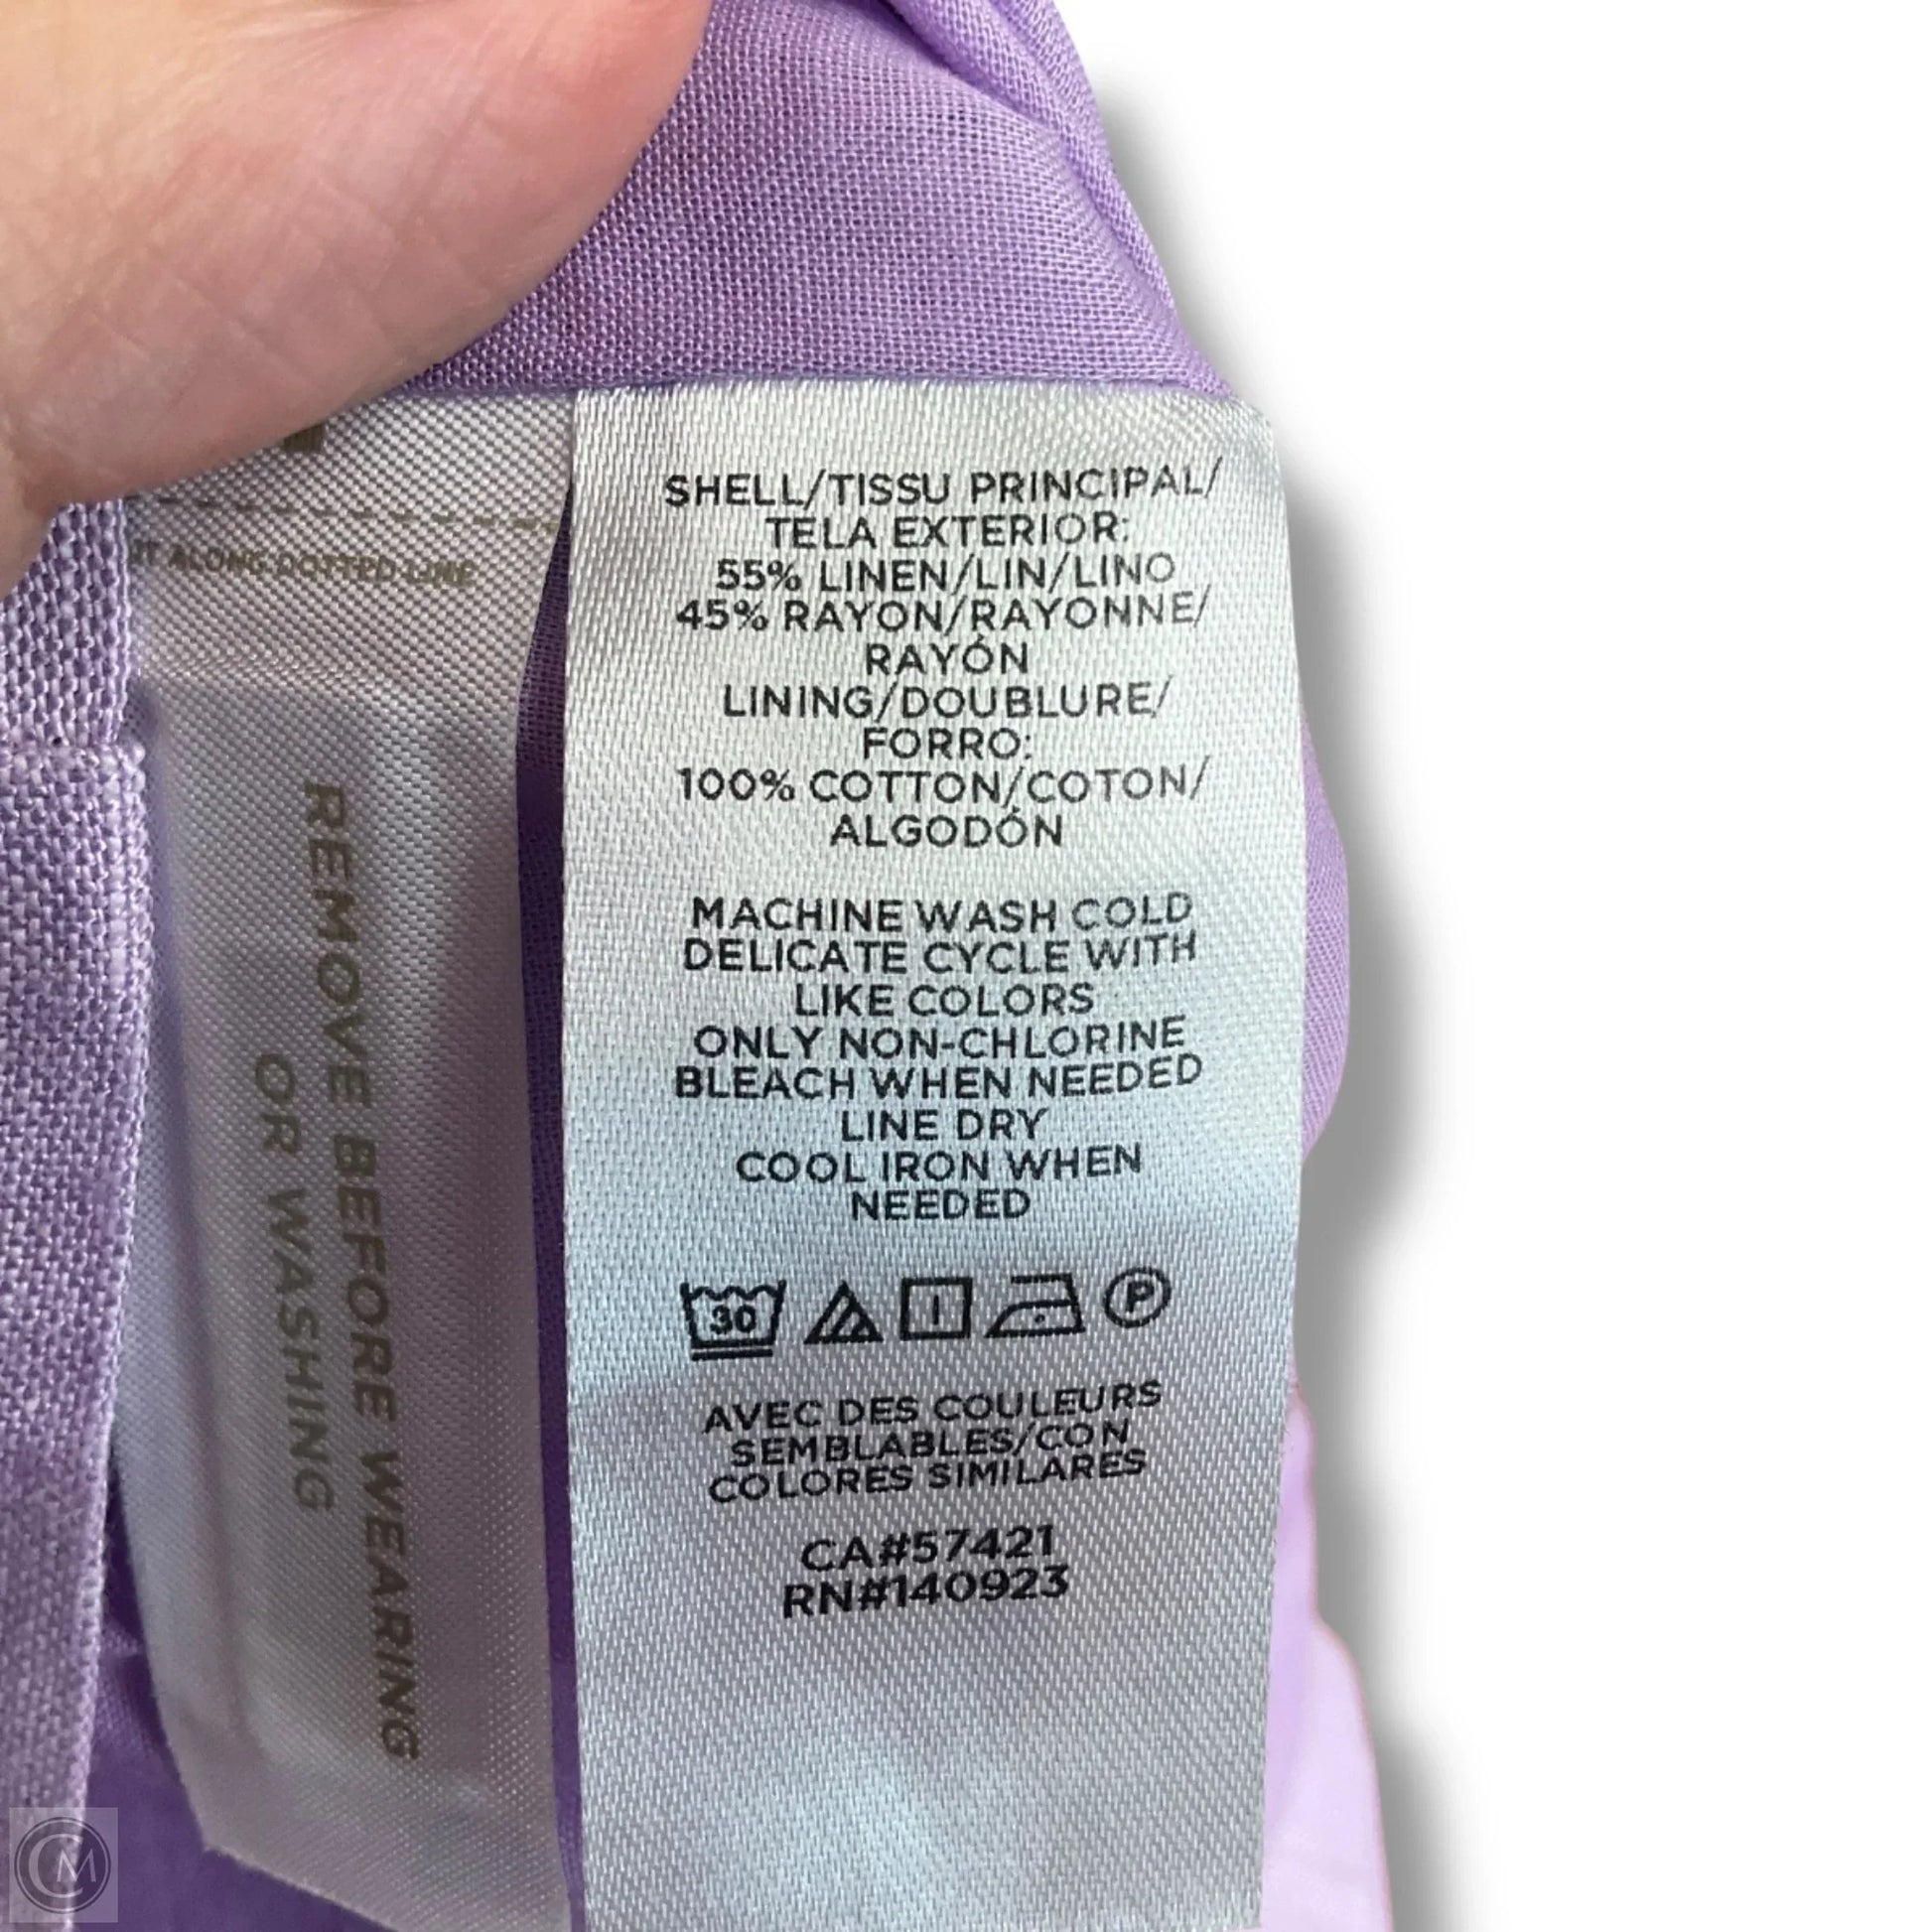 SHELL/TISSU PRINCIPAL/
TELA EXTERIOR:
55% LINEN/LIN/LINO
45% RAYON/RAYONNE/
RAYÓN
LINING/DOUBLURE/
FORRO:
100% COTTON/COTON/
ALGODÓN
MACHINE WASH COLD
DELICATE CYCLE WITH
LIKE COLORS
ONLY NON-CHLORINE
BLEACH WHEN NEEDED
LINE DRY
COOL IRON WHEN
NEEDED
30 P
AVEC DES COULEURS
SEMBLABLES/CON
COLORES SIMILARES
CA#57421
RN#140923
ALONG DOTTED LINE
REMOVE BEFORE WEARING
OR WASHING
CM